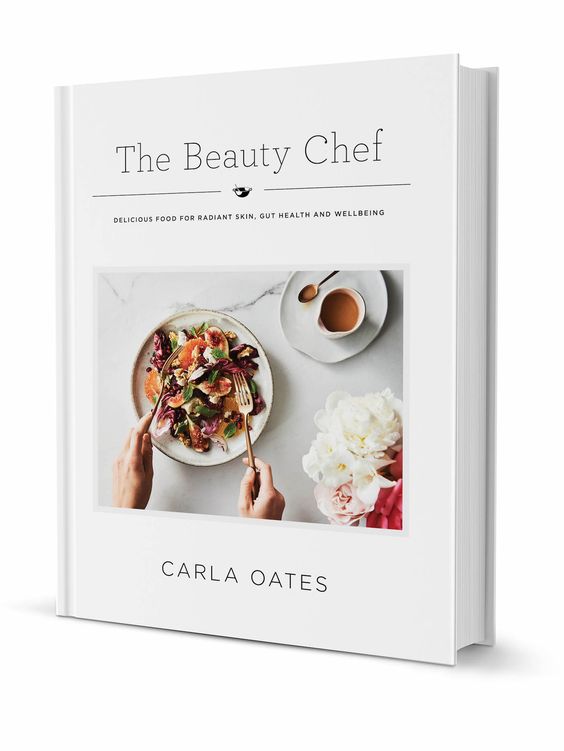 The Beauty Chef
DELICIOUS FOOD FOR RADIANT SKIN, GUT HEALTH AND WELLBEING
CARLA OATES